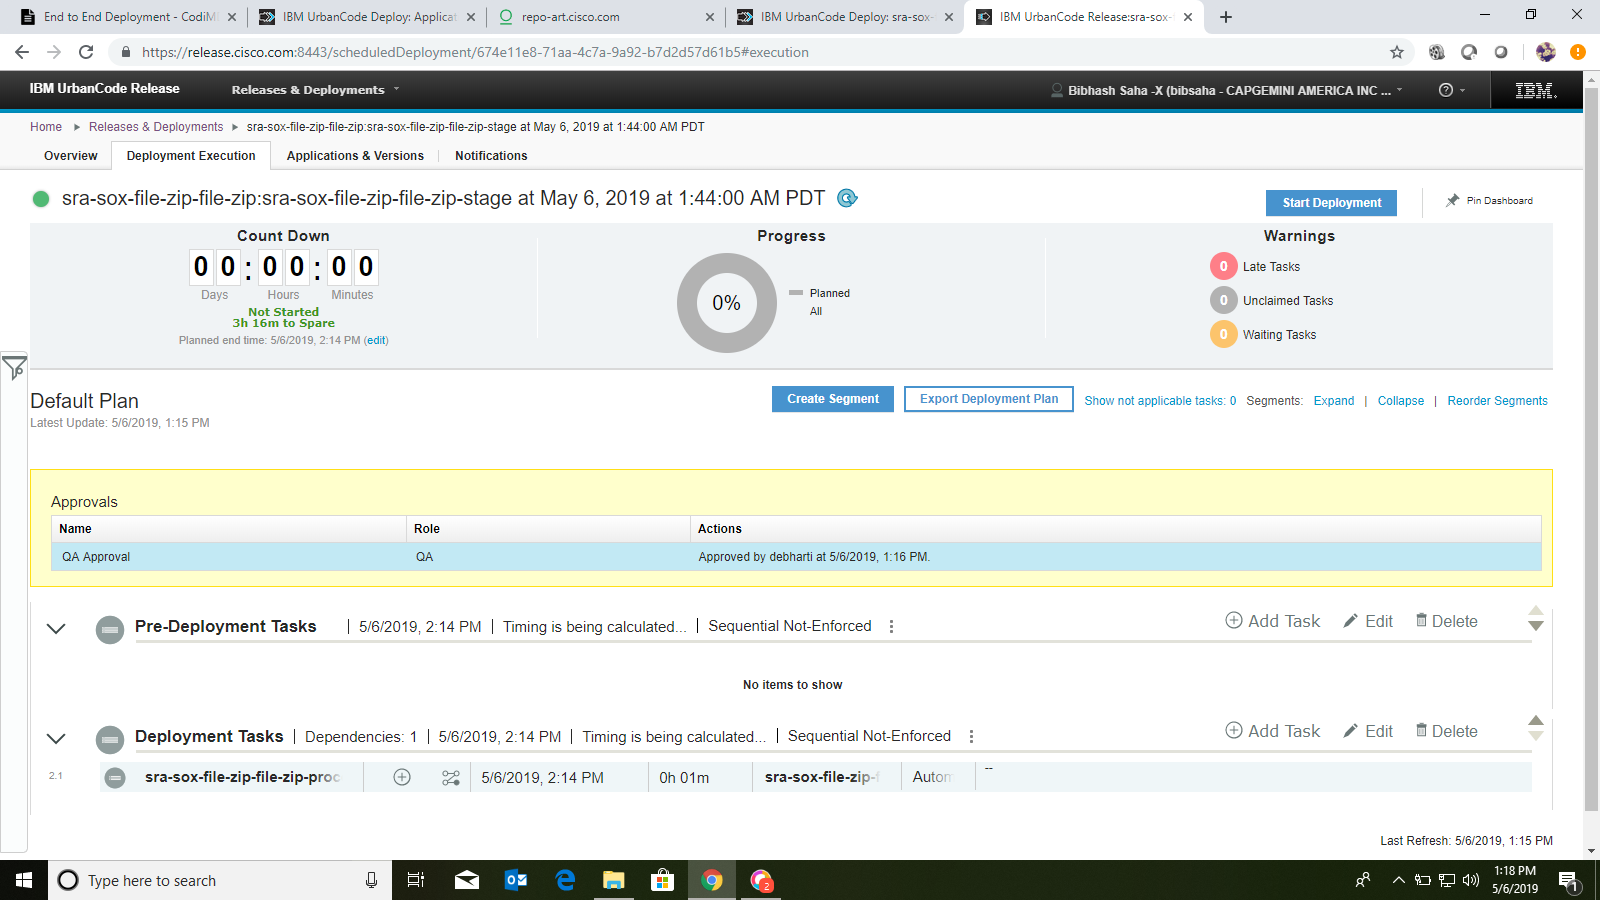 End to End Deployment - CodiM
IBM UrbanCode Deploy: Applicat
repo-art.cisco.com
IBM UrbanCode Deploy: sra-sox-
IBM UrbanCode Release:sra-sox-
https://release.cisco.com:8443/scheduledDeployment/674e11e8-71aa-4c7a-9a92-b7d2d57d61b5#execution
IBM UrbanCode Release
Releases & Deployments
Bibhash Saha -X (bibsaha - CAPGEMINI AMERICA INC ...
IBM.
Home Releases & Deployments sra-sox-file-zip-file-zip:sra-sox-file-zip-file-zip-stage at May 6, 2019 at 1:44:00 AM PDT
Overview Deployment Execution Applications & Versions Notifications
sra-sox-file-zip-file-zip:sra-sox-file-zip-file-zip-stage at May 6, 2019 at 1:44:00 AM PDT
Start Deployment
Pin Dashboard
Count Down
00:00:00
Days Hours Minutes
Not Started
3h 16m to Spare
Planned end time: 5/6/2019, 2:14 PM (edit)
Progress
0%
Planned
All
Warnings
0 Late Tasks
0 Unclaimed Tasks
0 Waiting Tasks
Default Plan
Latest Update: 5/6/2019, 1:15 PM
Create Segment
Export Deployment Plan
Show not applicable tasks: 0 Segments: Expand | Collapse | Reorder Segments
Approvals
Name Role Actions
QA Approval QA Approved by debharti at 5/6/2019, 1:16 PM.
Pre-Deployment Tasks | 5/6/2019, 2:14 PM | Timing is being calculated... | Sequential Not-Enforced
Add Task Edit Delete
No items to show
Deployment Tasks | Dependencies: 1 | 5/6/2019, 2:14 PM | Timing is being calculated... | Sequential Not-Enforced
Add Task Edit Delete
2.1 sra-sox-file-zip-file-zip-proc 5/6/2019, 2:14 PM 0h 01m sra-sox-file-zip-f Autom --
Last Refresh: 5/6/2019, 1:15 PM
Type here to search
2
1:18 PM
5/6/2019
1